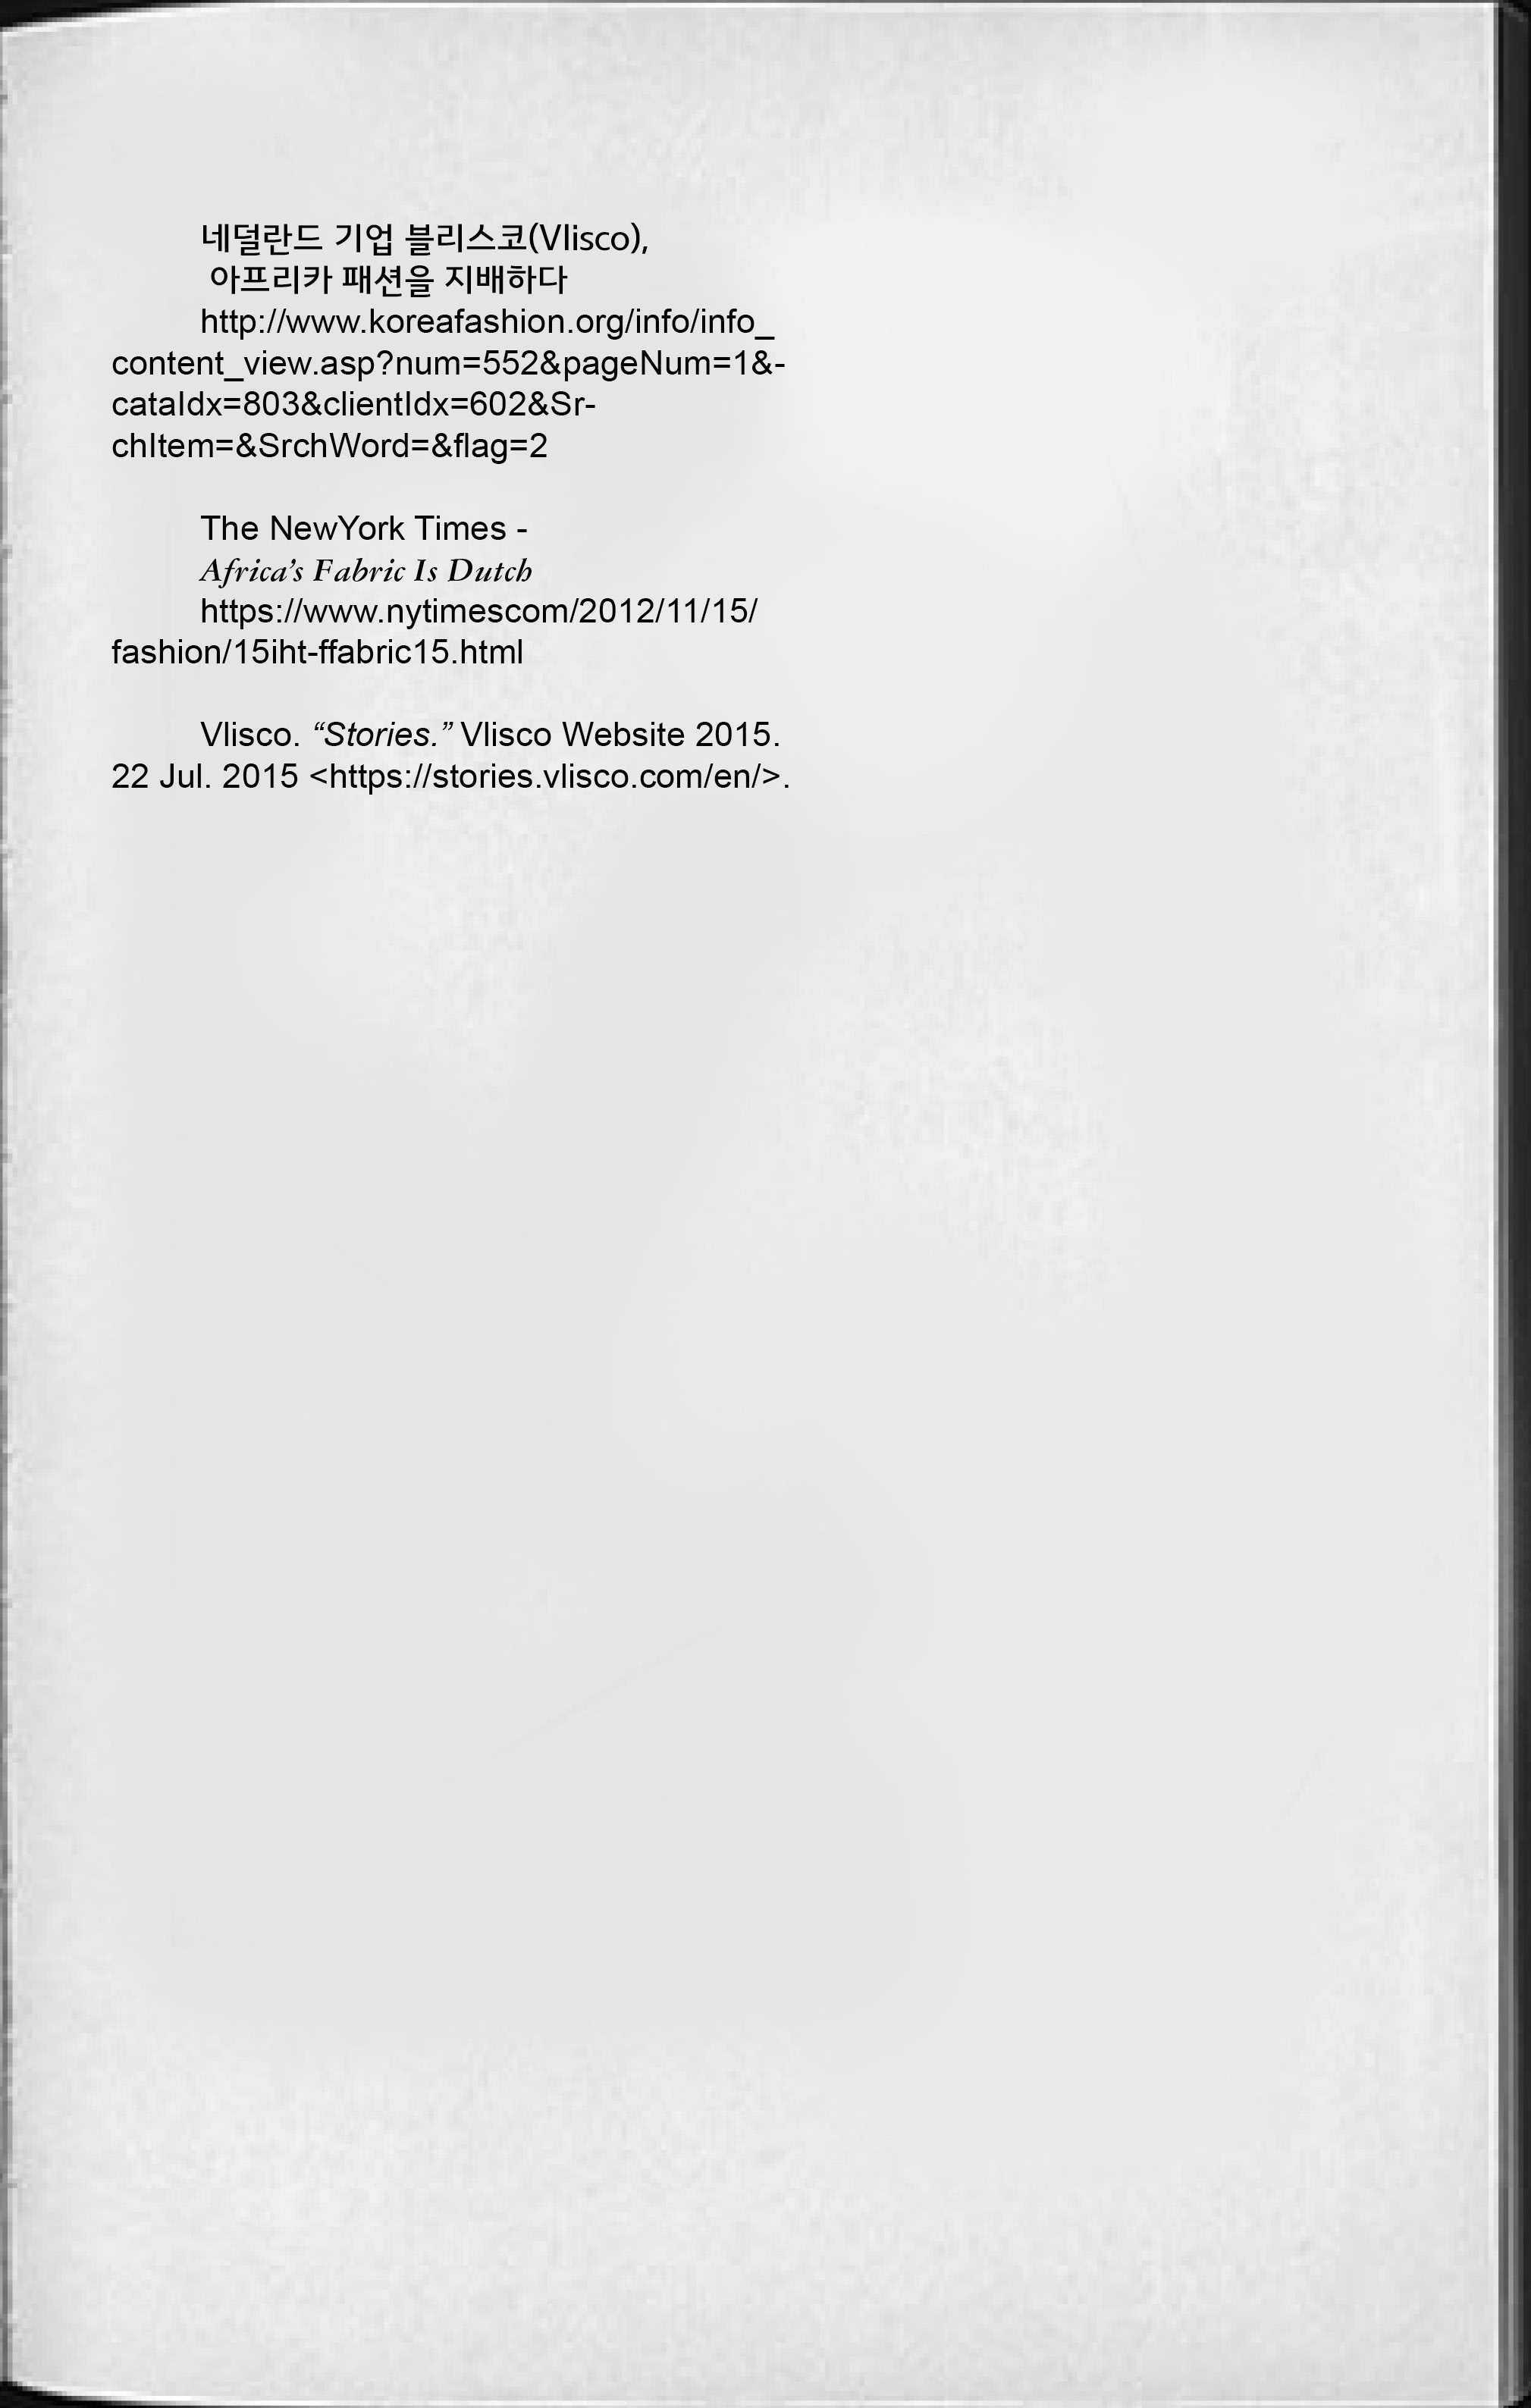 네덜란드 기업 블리스코(Vlisco),
아프리카 패션을 지배하다
http://www.koreafashion.org/info/info_
content_view.asp?num=552&pageNum=1&-
cataIdx=803&clientIdx=602&Sr-
chItem=&SrchWord=&flag=2
The NewYork Times -
Africa’s Fabric Is Dutch
https://www.nytimescom/2012/11/15/
fashion/15iht-ffabric15.html
Vlisco. “Stories.” Vlisco Website 2015.
22 Jul. 2015 <https://stories.vlisco.com/en/>.